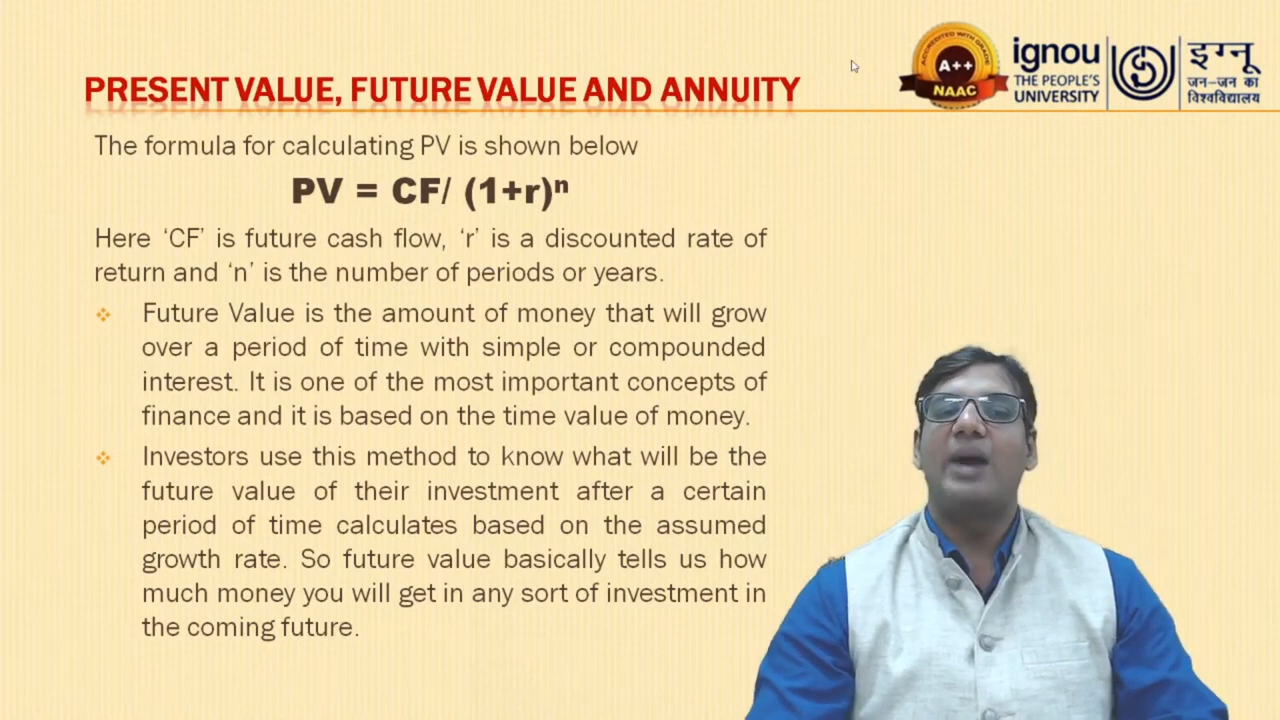 PRESENT VALUE, FUTURE VALUE AND ANNUITY
ACCREDITED WITH GRADE
A++
NAAC
ignou
THE PEOPLE'S
UNIVERSITY
इग्नू
जन-जन का
विश्वविद्यालय
The formula for calculating PV is shown below
PV = CF/ (1+r)ⁿ
Here ‘CF’ is future cash flow, ‘r’ is a discounted rate of
return and ‘n’ is the number of periods or years.
❖ Future Value is the amount of money that will grow
over a period of time with simple or compounded
interest. It is one of the most important concepts of
finance and it is based on the time value of money.
❖ Investors use this method to know what will be the
future value of their investment after a certain
period of time calculates based on the assumed
growth rate. So future value basically tells us how
much money you will get in any sort of investment in
the coming future.